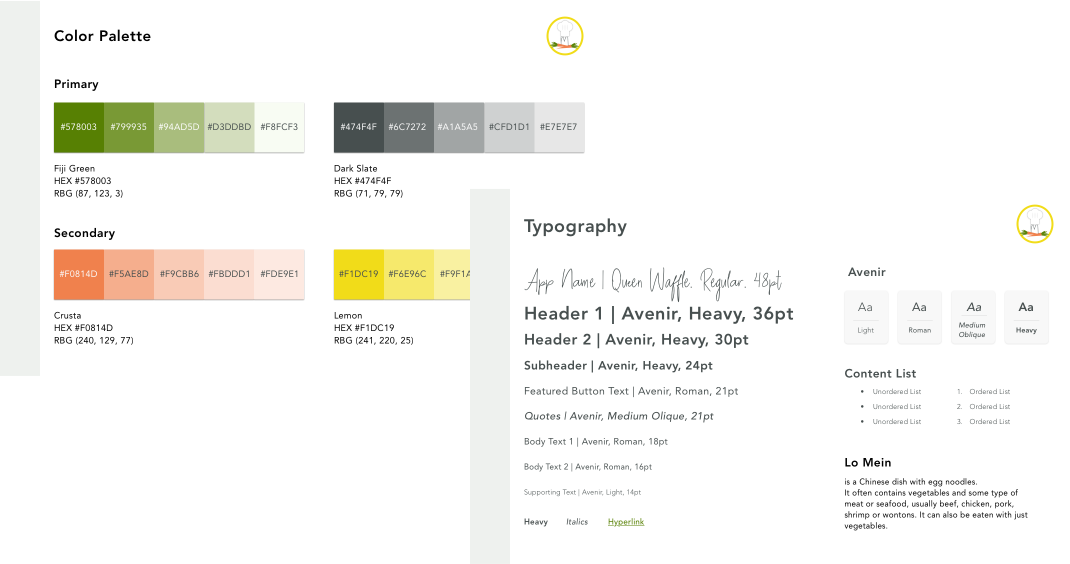 Color Palette
Primary
#578003 #799935 #94AD5D #D3DDBD #F8FCF3
Fiji Green
HEX #578003
RBG (87, 123, 3)
#474F4F #6C7272 #A1A5A5 #CFD1D1 #E7E7E7
Dark Slate
HEX #474F4F
RBG (71, 79, 79)
Secondary
#F0814D #F5AE8D #F9CBB6 #FBDDD1 #FDE9E1
Crusta
HEX #F0814D
RBG (240, 129, 77)
#F1DC19 #F6E96C #F9F1A
Lemon
HEX #F1DC19
RBG (241, 220, 25)
Typography
App Name | Queen Waffle. Regular. 48pt
Header 1 | Avenir, Heavy, 36pt
Header 2 | Avenir, Heavy, 30pt
Subheader | Avenir, Heavy, 24pt
Featured Button Text | Avenir, Roman, 21pt
Quotes | Avenir, Medium Olique, 21pt
Body Text 1 | Avenir, Roman, 18pt
Body Text 2 | Avenir, Roman, 16pt
Supporting Text | Avenir, Light, 14pt
Heavy Italics Hyperlink
Avenir
Aa Aa Aa Aa
Light Roman Medium Oblique Heavy
Content List
• Unordered List
• Unordered List
• Unordered List
1. Ordered List
2. Ordered List
3. Ordered List
Lo Mein
is a Chinese dish with egg noodles.
It often contains vegetables and some type of
meat or seafood, usually beef, chicken, pork,
shrimp or wontons. It can also be eaten with just
vegetables.